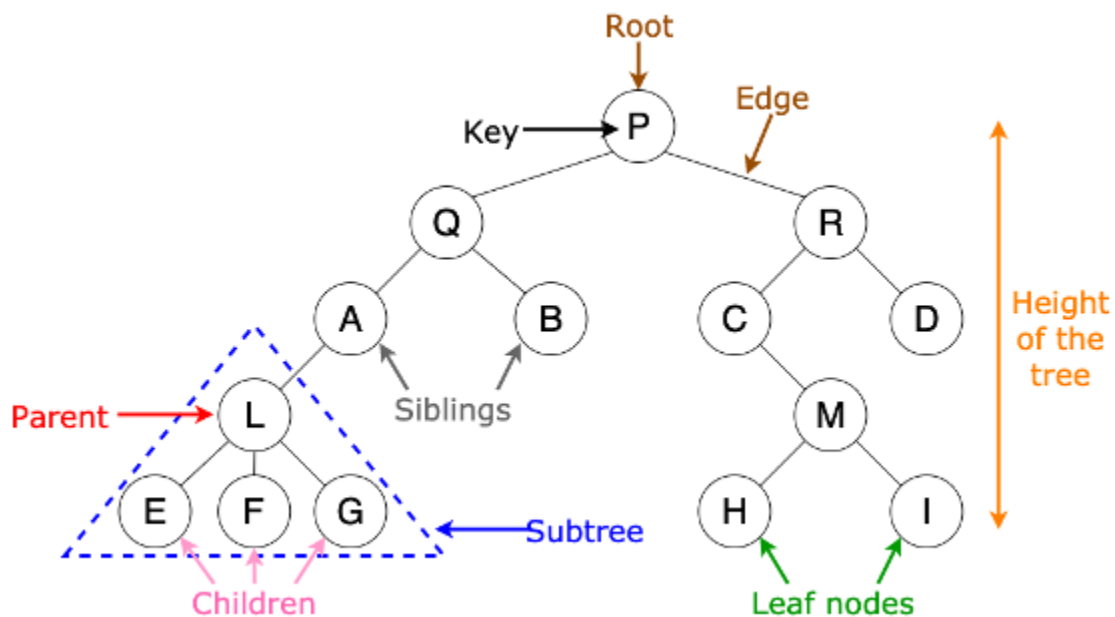 Root
Edge
Key
P
Q
R
A
B
C
D
Height
of the
tree
Siblings
Parent
L
M
E
F
G
H
I
Subtree
Children
Leaf nodes